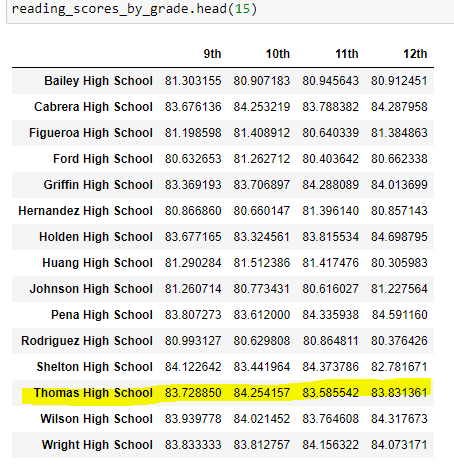 reading_scores_by_grade.head(15)
9th 10th 11th 12th
Bailey High School 81.303155 80.907183 80.945643 80.912451
Cabrera High School 83.676136 84.253219 83.788382 84.287958
Figueroa High School 81.198598 81.408912 80.640339 81.384863
Ford High School 80.632653 81.262712 80.403642 80.662338
Griffin High School 83.369193 83.706897 84.288089 84.013699
Hernandez High School 80.866860 80.660147 81.396140 80.857143
Holden High School 83.677165 83.324561 83.815534 84.698795
Huang High School 81.290284 81.512386 81.417476 80.305983
Johnson High School 81.260714 80.773431 80.616027 81.227564
Pena High School 83.807273 83.612000 84.335938 84.591160
Rodriguez High School 80.993127 80.629808 80.864811 80.376426
Shelton High School 84.122642 83.441964 84.373786 82.781671
Thomas High School 83.728850 84.254157 83.585542 83.831361
Wilson High School 83.939778 84.021452 83.764608 84.317673
Wright High School 83.833333 83.812757 84.156322 84.073171